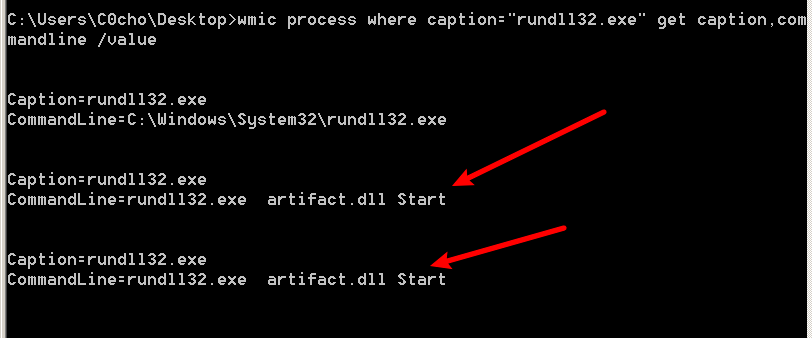 C:\Users\C0cho\Desktop>wmic process where caption="rundll32.exe" get caption,com
mandline /value
Caption=rundll32.exe
CommandLine=C:\Windows\System32\rundll32.exe
Caption=rundll32.exe
CommandLine=rundll32.exe  artifact.dll Start
Caption=rundll32.exe
CommandLine=rundll32.exe  artifact.dll Start